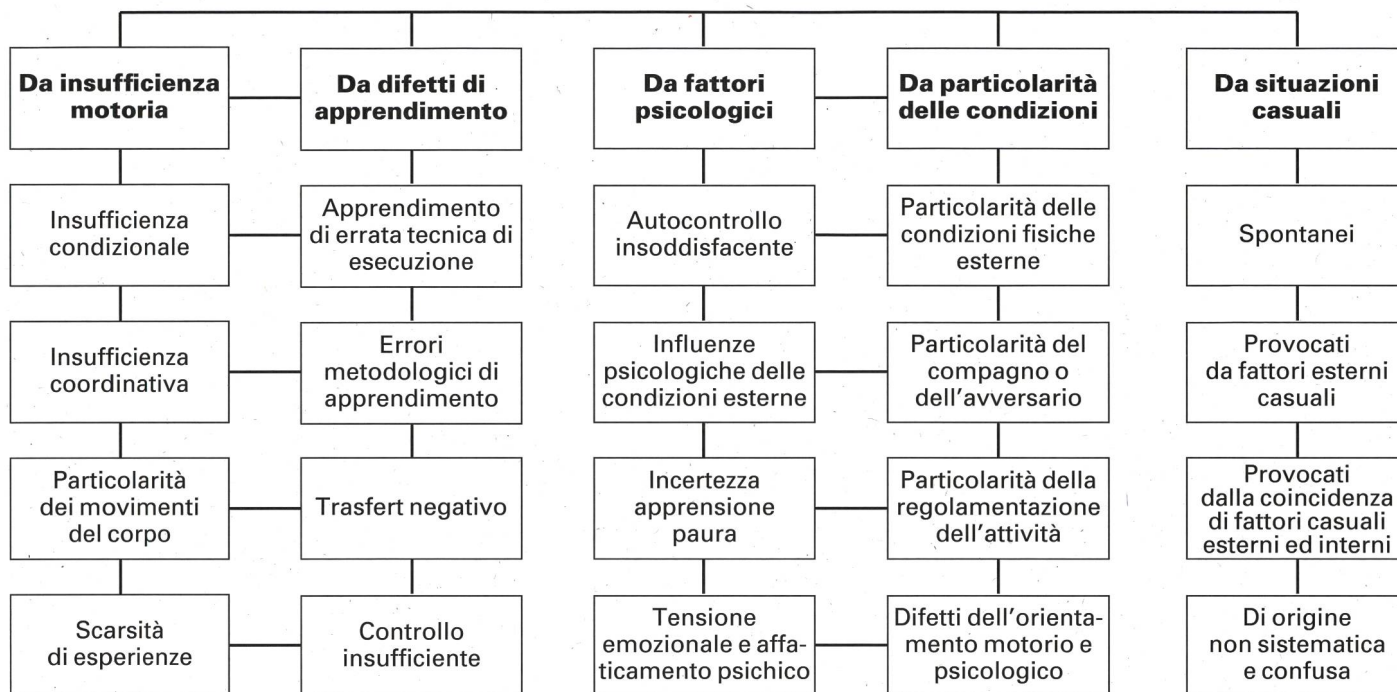 Da insufficienza
motoria
Da difetti di
apprendimento
Da fattori
psicologici
Da particolarità
delle condizioni
Da situazioni
casuali
Insufficienza
condizionale
Apprendimento
di errata tecnica di
esecuzione
Autocontrollo
insoddisfacente
Particolarità delle
condizioni fisiche
esterne
Spontanei
Insufficienza
coordinativa
Errori
metodologici di
apprendimento
Influenze
psicologiche delle
condizioni esterne
Particolarità del
compagno o
dell'avversario
Provocati
da fattori esterni
casuali
Particolarità
dei movimenti
del corpo
Trasfert negativo
Incertezza
apprensione
paura
Particolarità della
regolamentazione
dell'attività
Provocati
dalla coincidenza
di fattori casuali
esterni ed interni
Scarsità
di esperienze
Controllo
insufficiente
Tensione
emozionale e affa-
ticamento psichico
Difetti dell'orienta-
mento motorio e
psicologico
Di origine
non sistematica
e confusa